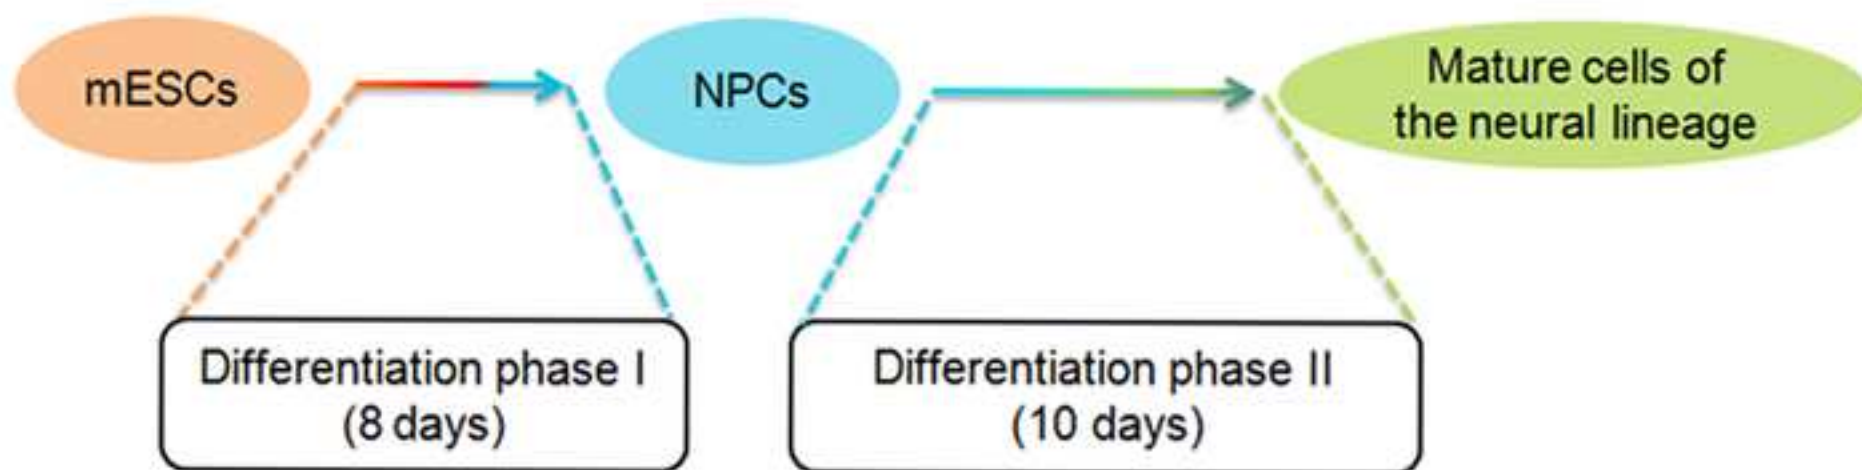 mESCs
NPCs
Mature cells of
the neural lineage
Differentiation phase I
(8 days)
Differentiation phase II
(10 days)